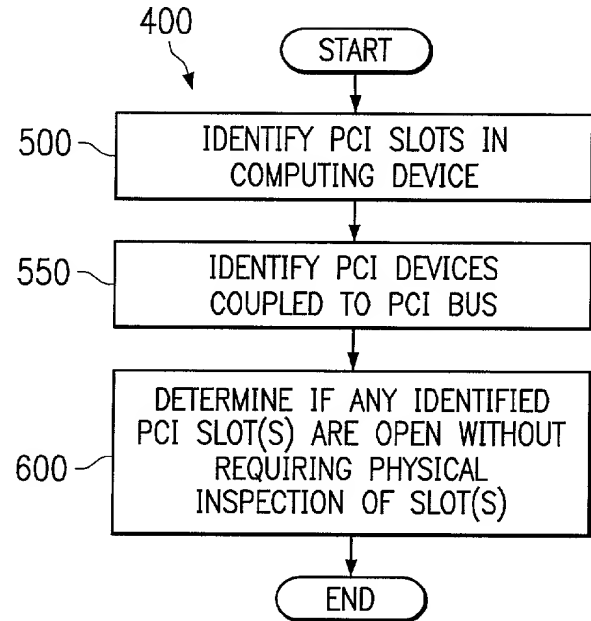 400
START
500
IDENTIFY PCI SLOTS IN
COMPUTING DEVICE
550
IDENTIFY PCI DEVICES
COUPLED TO PCI BUS
600
DETERMINE IF ANY IDENTIFIED
PCI SLOT(S) ARE OPEN WITHOUT
REQUIRING PHYSICAL
INSPECTION OF SLOT(S)
END